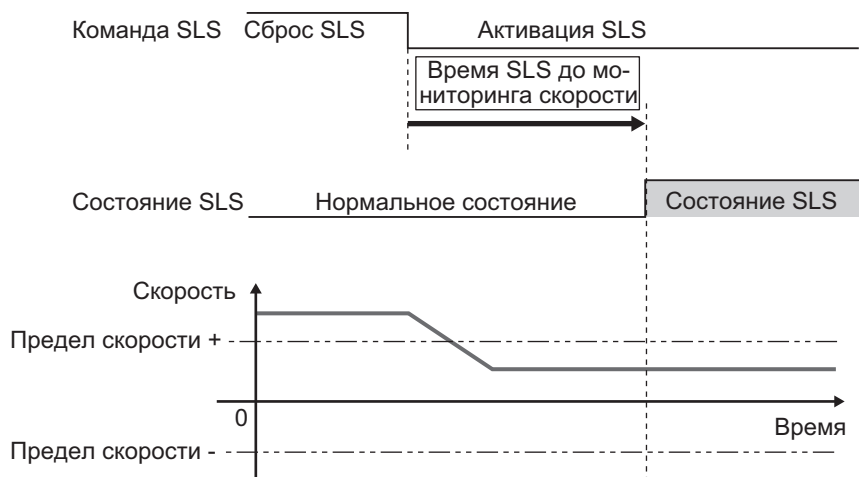 Команда SLS Сброс SLS Активация SLS
Время SLS до мо-
ниторинга скорости
Состояние SLS Нормальное состояние Состояние SLS
Скорость
Предел скорости +
0
Время
Предел скорости -